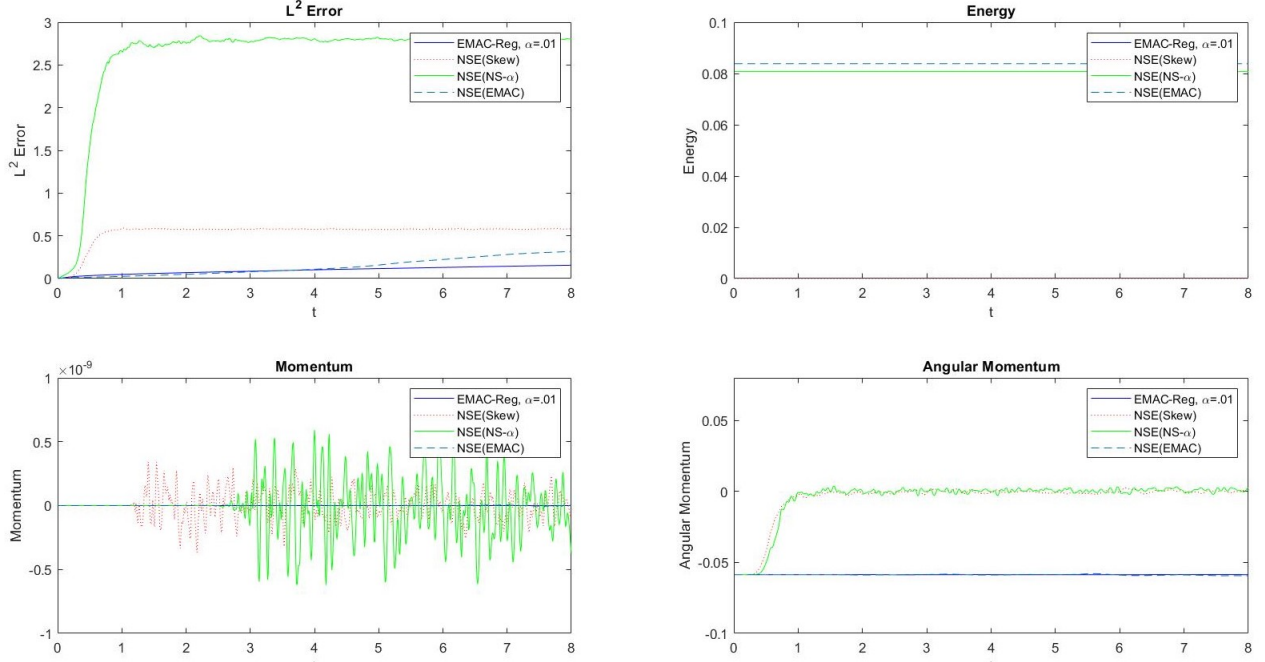 L² Error
3
2.5
2
1.5
1
0.5
0
L² Error
0 1 2 3 4 5 6 7 8
t
EMAC-Reg, α=.01
NSE(Skew)
NSE(NS-α)
NSE(EMAC)
Energy
0.1
0.08
0.06
0.04
0.02
0
Energy
0 1 2 3 4 5 6 7 8
t
EMAC-Reg, α=.01
NSE(Skew)
NSE(NS-α)
NSE(EMAC)
Momentum
×10⁻⁹
1
0.5
0
-0.5
-1
Momentum
0 1 2 3 4 5 6 7 8
EMAC-Reg, α=.01
NSE(Skew)
NSE(NS-α)
NSE(EMAC)
Angular Momentum
0.05
0
-0.05
-0.1
Angular Momentum
0 1 2 3 4 5 6 7 8
EMAC-Reg, α=.01
NSE(Skew)
NSE(NS-α)
NSE(EMAC)